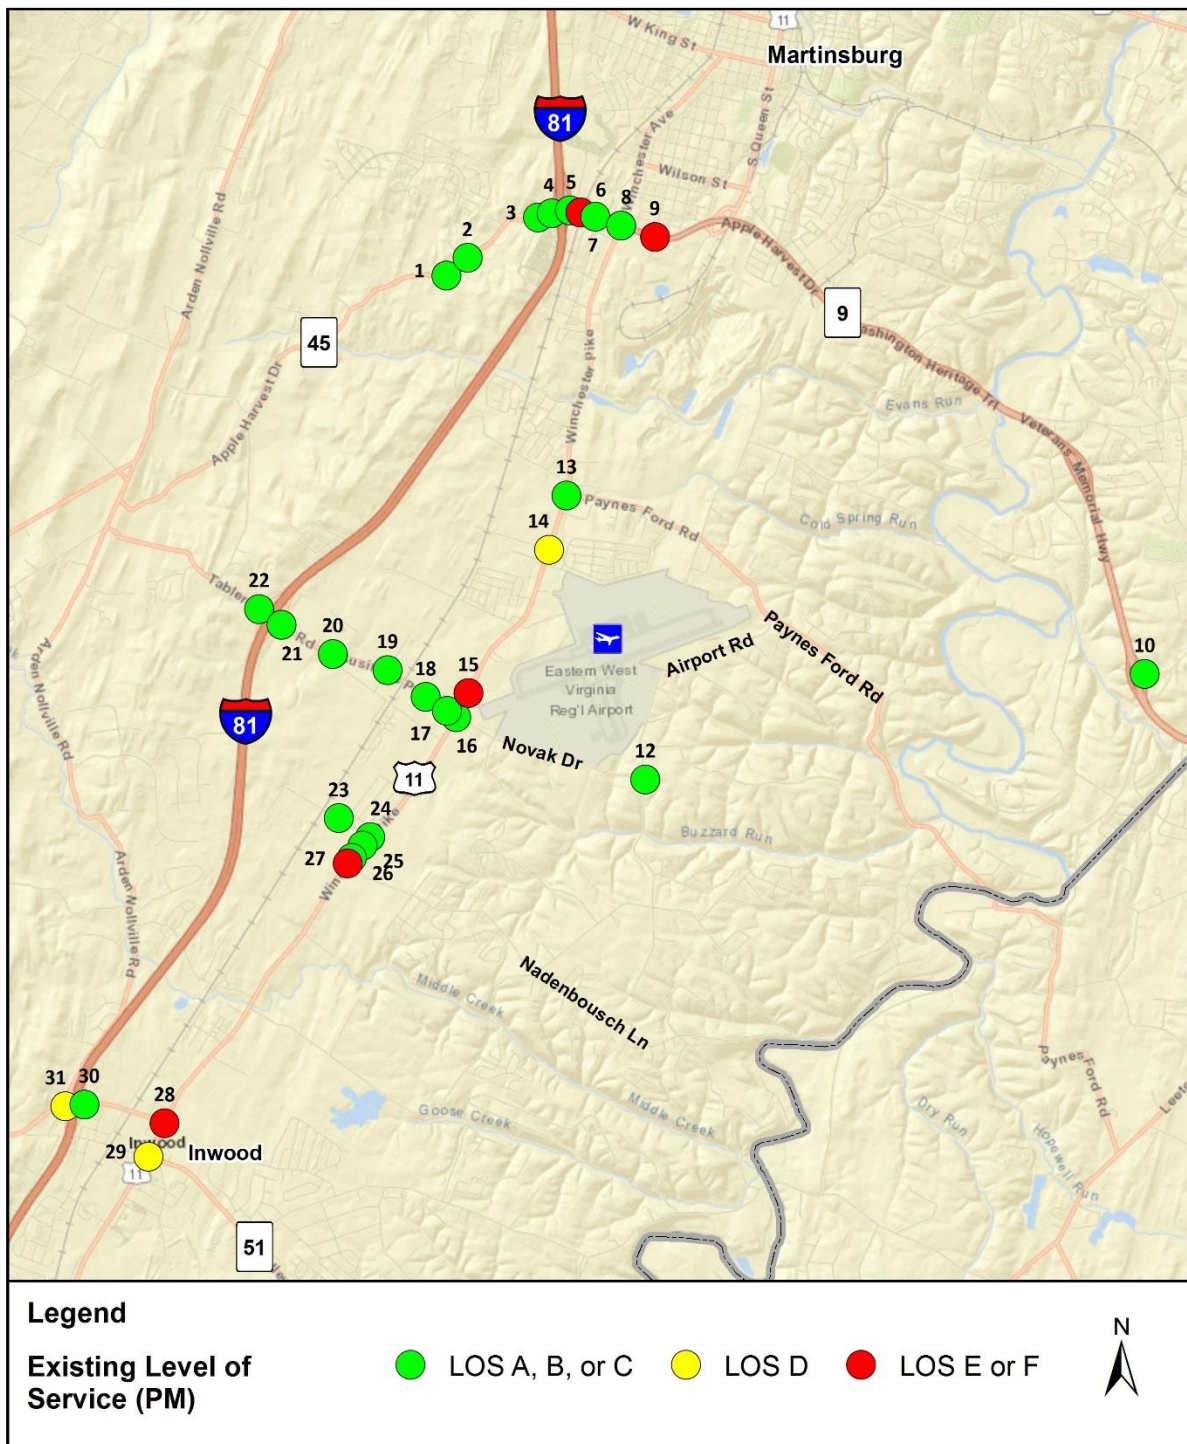 11
W King St
Martinsburg
81
Winchester Ave
S Queen St
Wilson St
4
5
6
8
9
3
7
2
1
Apple Harvest Dr
Arden Nollville Rd
45
9
Washington Heritage Trl
Winchester Pike
Apple Harvest Dr
Evans Run
Veterans Memorial Hwy
13
Paynes Ford Rd
Cold Spring Run
14
22
Tabler
Rd
20
19
21
18
15
Eastern West
Virginia
Reg'l Airport
Airport Rd
Paynes Ford Rd
10
Arden Nollville Rd
81
17
16
Novak Dr
12
11
23
24
Buzzard Run
27
25
26
Arden Nollville Rd
Nadenbousch Ln
Middle Creek
31
30
28
Paynes Ford Rd
Goose Creek
Middle Creek
Dry Run
Hopewell Run
Inwood
29
Inwood
11
51
Legend
Existing Level of
Service (PM)
LOS A, B, or C
LOS D
LOS E or F
N